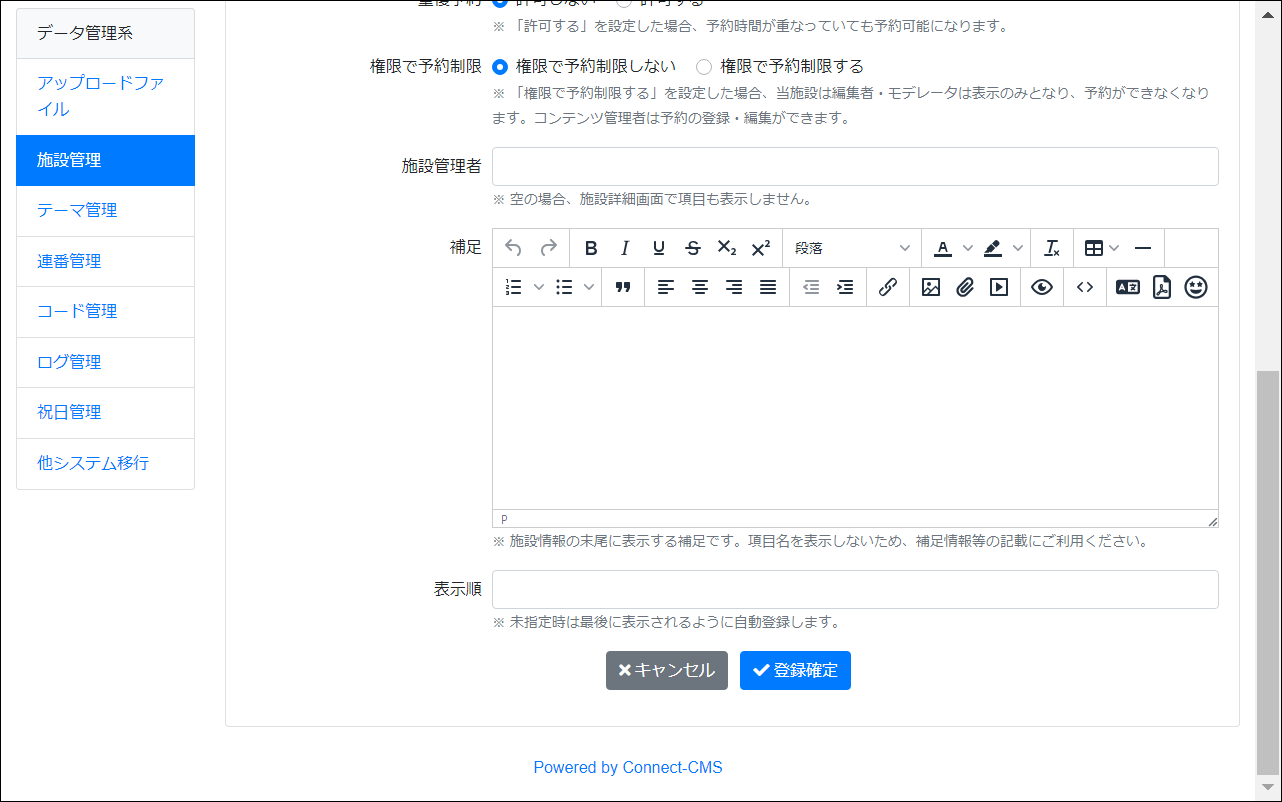 データ管理系
アップロードファ
イル
施設管理
テーマ管理
連番管理
コード管理
ログ管理
祝日管理
他システム移行
重複予約 許可しない 許可する
※ 「許可する」を設定した場合、予約時間が重なっていても予約可能になります。
権限で予約制限 権限で予約制限しない 権限で予約制限する
※ 「権限で予約制限する」を設定した場合、当施設は編集者・モデレータは表示のみとなり、予約ができなくなり
ます。コンテンツ管理者は予約の登録・編集ができます。
施設管理者
※ 空の場合、施設詳細画面で項目も表示しません。
補足
B I U S X₂ X² 段落 A
P
※ 施設情報の末尾に表示する補足です。項目名を表示しないため、補足情報等の記載にご利用ください。
表示順
※ 未指定時は最後に表示されるように自動登録します。
キャンセル 登録確定
Powered by Connect-CMS